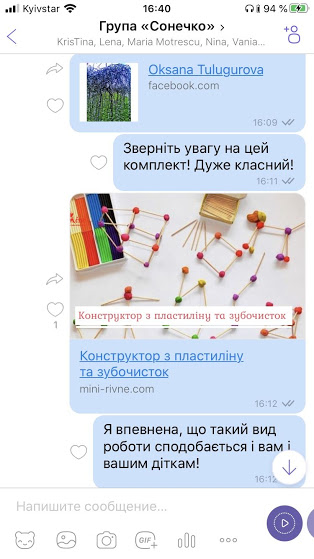 Kyivstar 16:40 94 %
Група «Сонечко» >
KrisTina, Lena, Maria Motrescu, Nina, Vania...
Oksana Tulugurova
facebook.com
16:09
Зверніть увагу на цей
комплект! Дуже класний!
16:11
Конструктор з пластиліну та зубочисток
1
Конструктор з пластиліну
та зубочисток
mini-rivne.com
16:12
Я впевнена, що такий вид
роботи сподобається і вам і
вашим діткам!
16:12
Напишите сообщение...
GIF